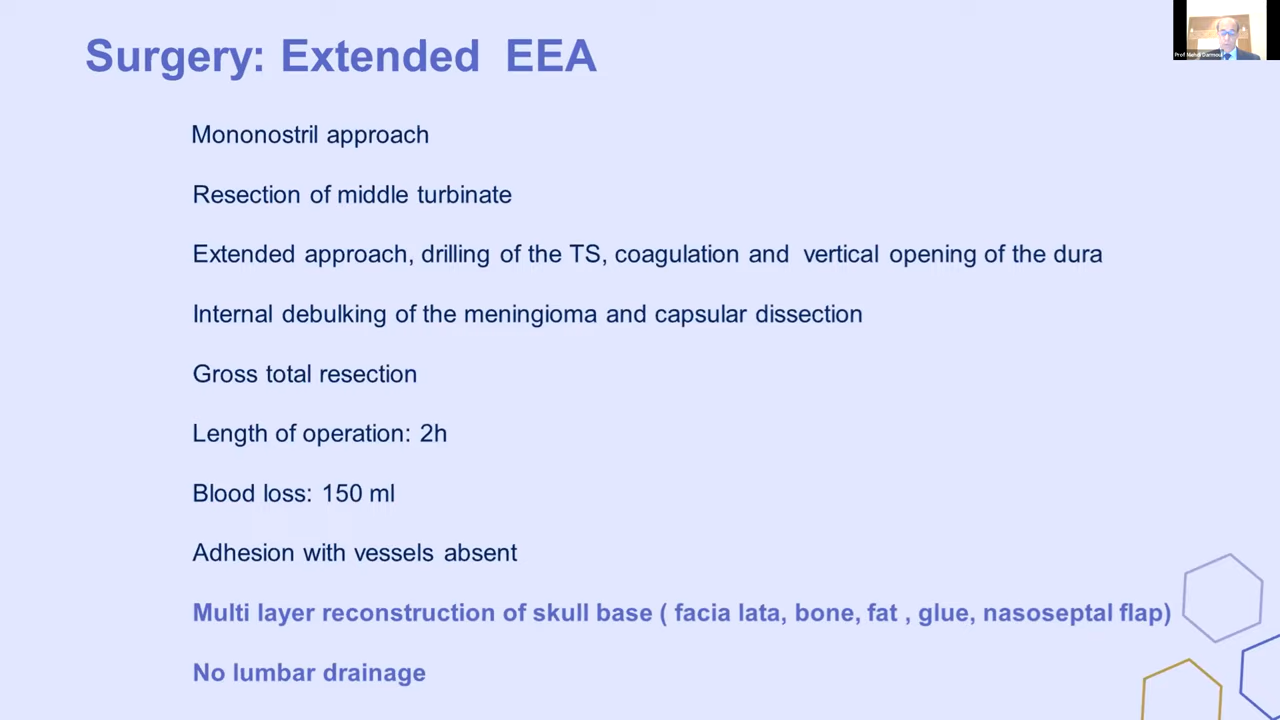 Surgery: Extended EEA
Mononostril approach
Resection of middle turbinate
Extended approach, drilling of the TS, coagulation and vertical opening of the dura
Internal debulking of the meningioma and capsular dissection
Gross total resection
Length of operation: 2h
Blood loss: 150 ml
Adhesion with vessels absent
Multi layer reconstruction of skull base ( facia lata, bone, fat , glue, nasoseptal flap)
No lumbar drainage